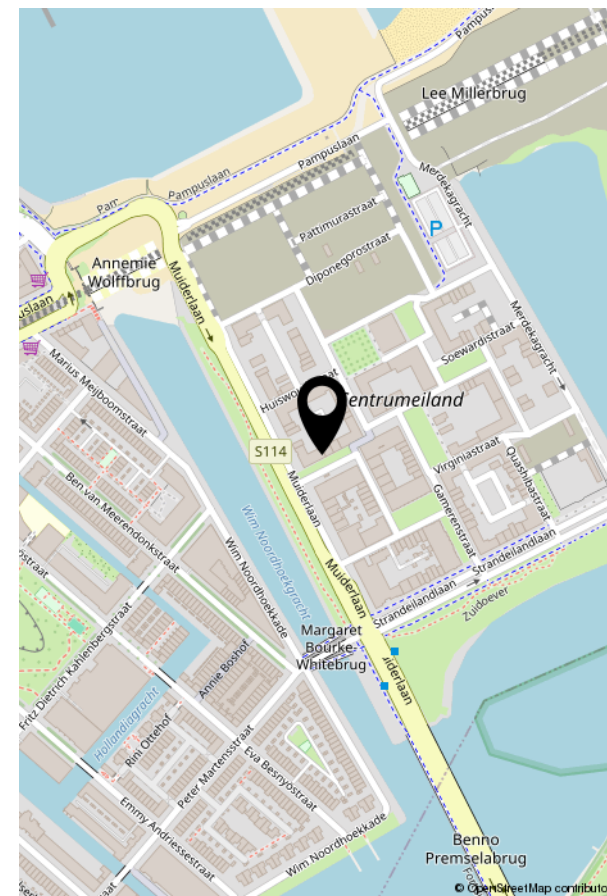 Pampuslaan
Lee Millerbrug
Pampuslaan
Pampuslaan
Merdekagracht
Pattimurastraat
P
Diponegorostraat
Annemie
Wolffbrug
Muiderlaan
Merdekagracht
Soewardistraat
Marius Meijboomstraat
Centrumeiland
S114
Virginiastraat
Quashibastraat
Muiderlaan
Gamerenstraat
Ben van Meerendonkstraat
Wim Noordhoekgracht
Wim Noordhoekkade
Muiderlaan
Strandeilandlaan
Strandeilandlaan
Zuidoever
Margaret
Bourke-
Whitebrug
Fritz Dietrich Kahlenbergstraat
Annie Boshof
Hollandiagracht
Rini Ottehof
Peter Martensstraat
Eva Besnyöstraat
Emmy Andriessestraat
Wim Noordhoekkade
Benno
Premselabrug
© OpenStreetMap contributo